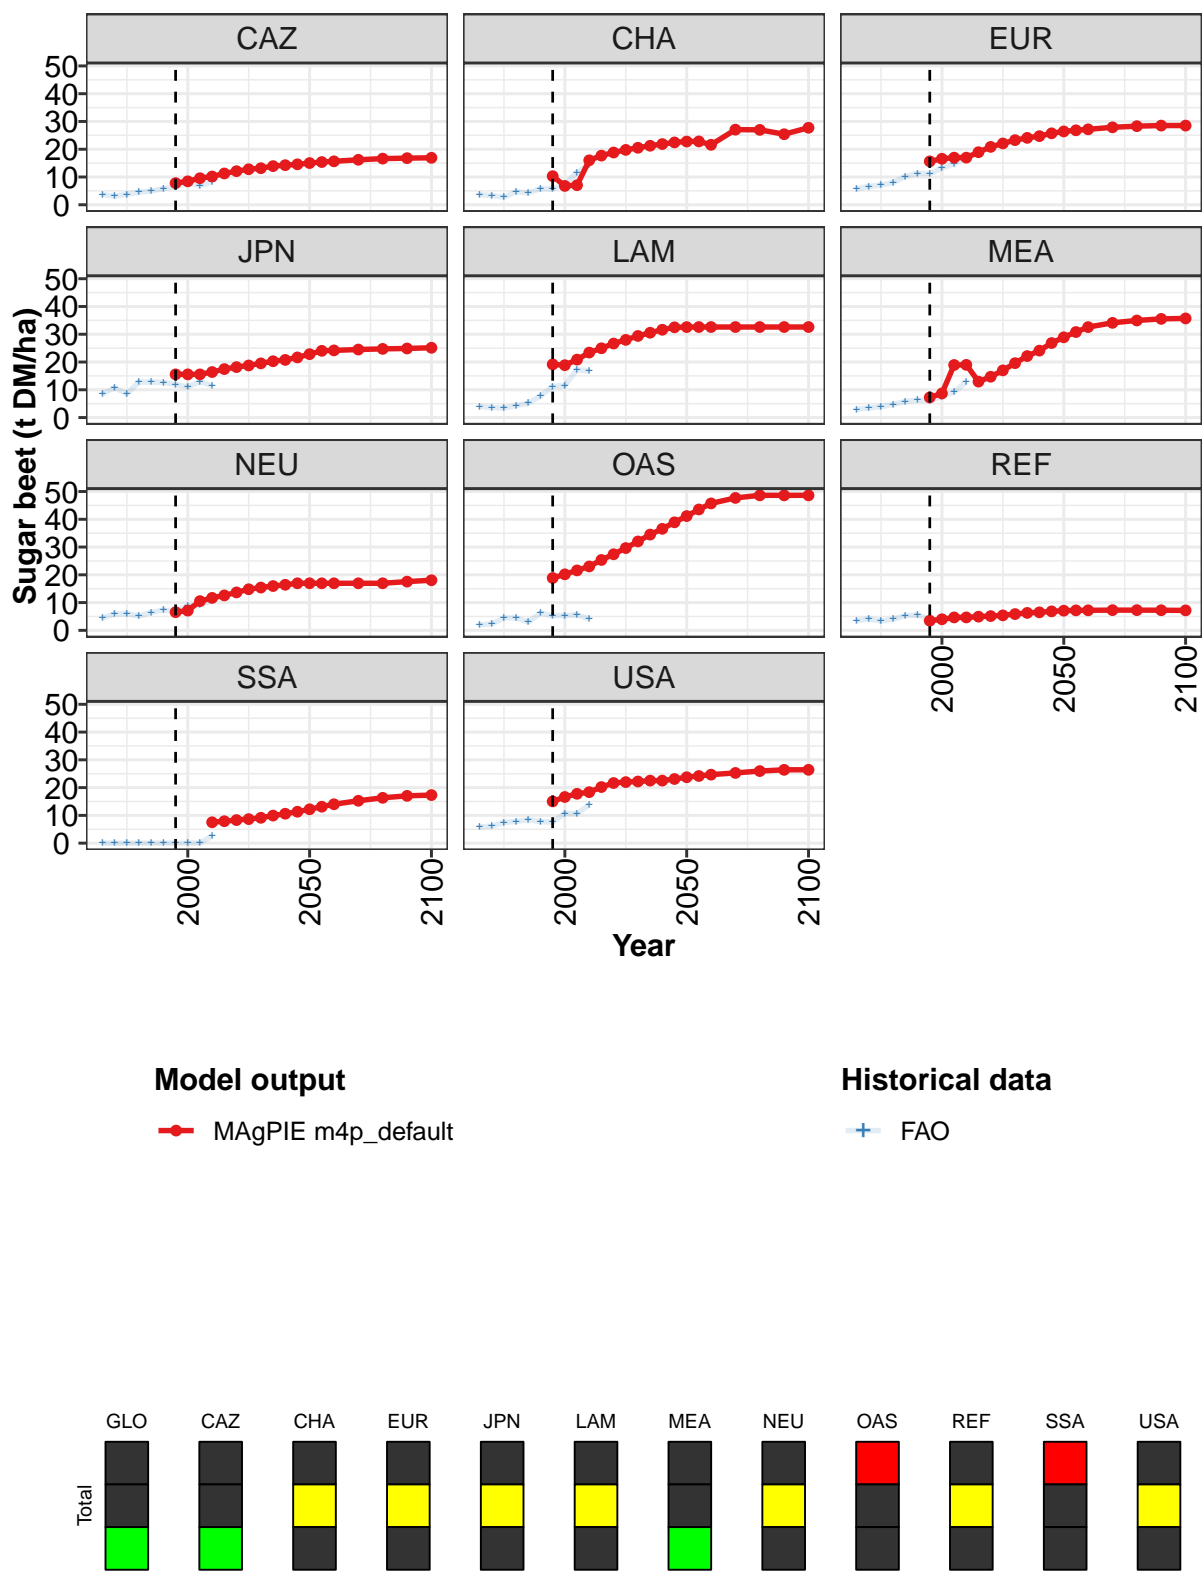 CAZ CHA EUR
50
40
30
20
10
0
JPN LAM MEA
50
40
30
20
10
0
NEU OAS REF
50
40
30
20
10
0
2000 2050 2100
SSA USA
50
40
30
20
10
0
2000 2050 2100 2000 2050 2100
Sugar beet (t DM/ha)
Year
Model output Historical data
MAgPIE m4p_default FAO
GLO CAZ CHA EUR JPN LAM MEA NEU OAS REF SSA USA
Total